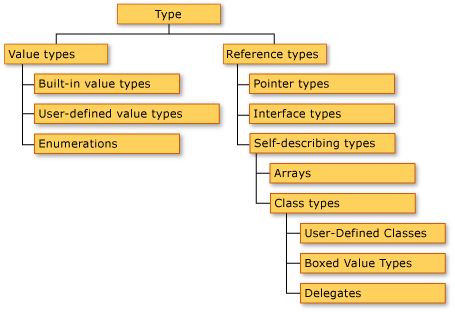 Type
Value types
Built-in value types
User-defined value types
Enumerations
Reference types
Pointer types
Interface types
Self-describing types
Arrays
Class types
User-Defined Classes
Boxed Value Types
Delegates